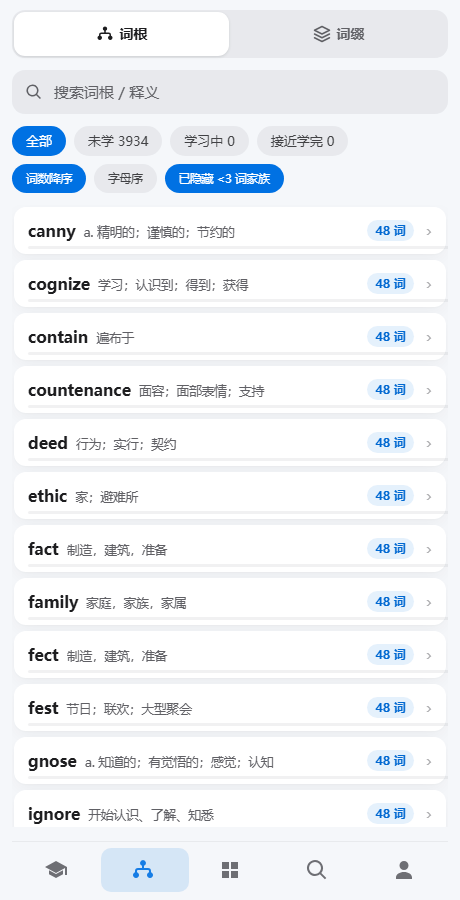 词根 词缀
搜索词根 / 释义
全部 未学 3934 学习中 0 接近学完 0
词数降序 字母序 已隐藏 <3 词家族
canny a. 精明的；谨慎的；节约的 48 词
cognize 学习；认识到；得到；获得 48 词
contain 遍布于 48 词
countenance 面容；面部表情；支持 48 词
deed 行为；实行；契约 48 词
ethic 家；避难所 48 词
fact 制造，建筑，准备 48 词
family 家庭，家族，家属 48 词
fect 制造，建筑，准备 48 词
fest 节日；联欢；大型聚会 48 词
gnose a. 知道的；有觉悟的；感觉；认知 48 词
ignore 开始认识、了解、知悉 48 词